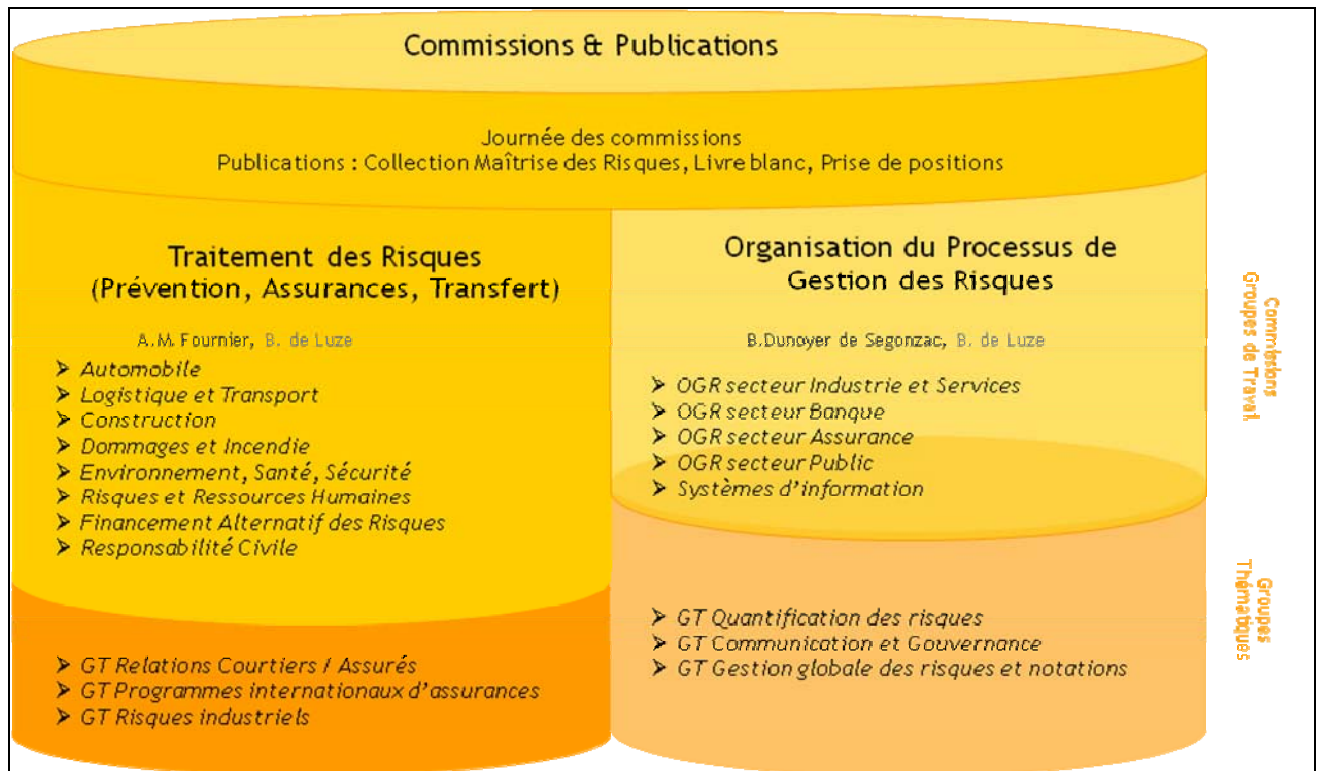 Commissions & Publications
Journée des commissions
Publications : Collection Maîtrise des Risques, Livre blanc, Prise de positions
Traitement des Risques
(Prévention, Assurances, Transfert)
A.M. Fournier, B. de Luze
➢ Automobile
➢ Logistique et Transport
➢ Construction
➢ Dommages et Incendie
➢ Environnement, Santé, Sécurité
➢ Risques et Ressources Humaines
➢ Financement Alternatif des Risques
➢ Responsabilité Civile
➢ GT Relations Courtiers / Assurés
➢ GT Programmes internationaux d'assurances
➢ GT Risques industriels
Organisation du Processus de
Gestion des Risques
B.Dunoyer de Segonzac, B. de Luze
➢ OGR secteur Industrie et Services
➢ OGR secteur Banque
➢ OGR secteur Assurance
➢ OGR secteur Public
➢ Systèmes d'information
➢ GT Quantification des risques
➢ GT Communication et Gouvernance
➢ GT Gestion globale des risques et notations
Commissions
Groupes de Travail
Groupes
Thématiques